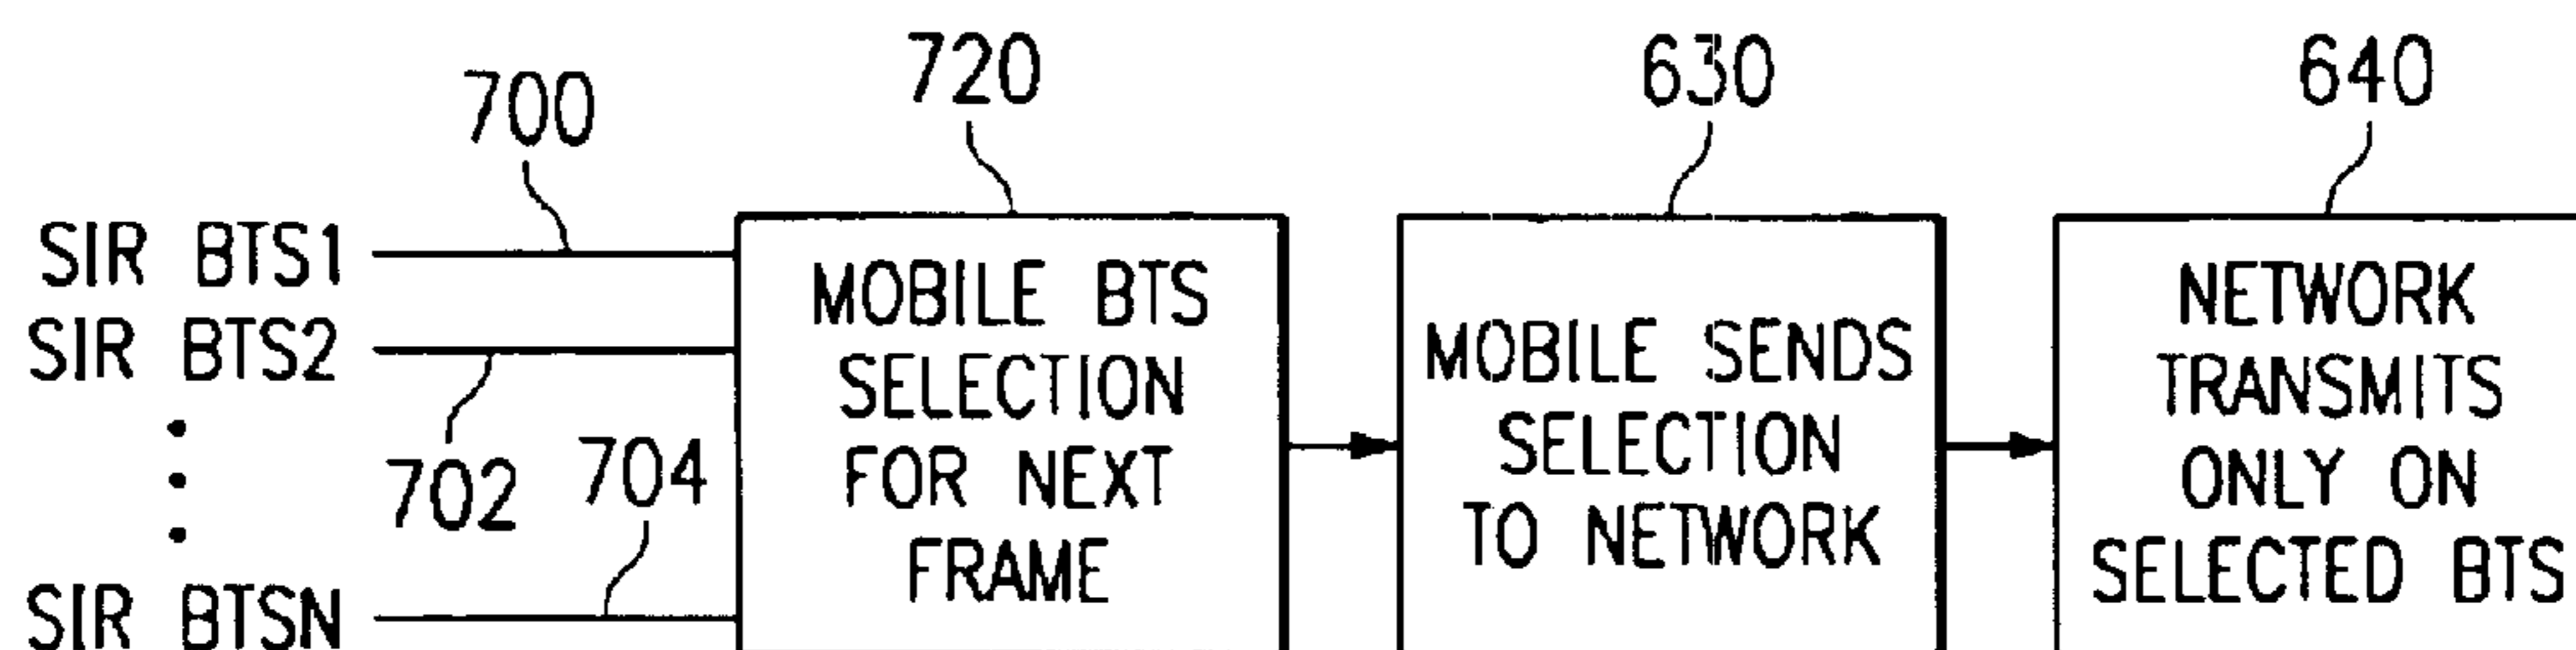 720
630
640
700
SIR BTS1
SIR BTS2
702
704
SIR BTSN
MOBILE BTS
SELECTION
FOR NEXT
FRAME
MOBILE SENDS
SELECTION
TO NETWORK
NETWORK
TRANSMITS
ONLY ON
SELECTED BTS